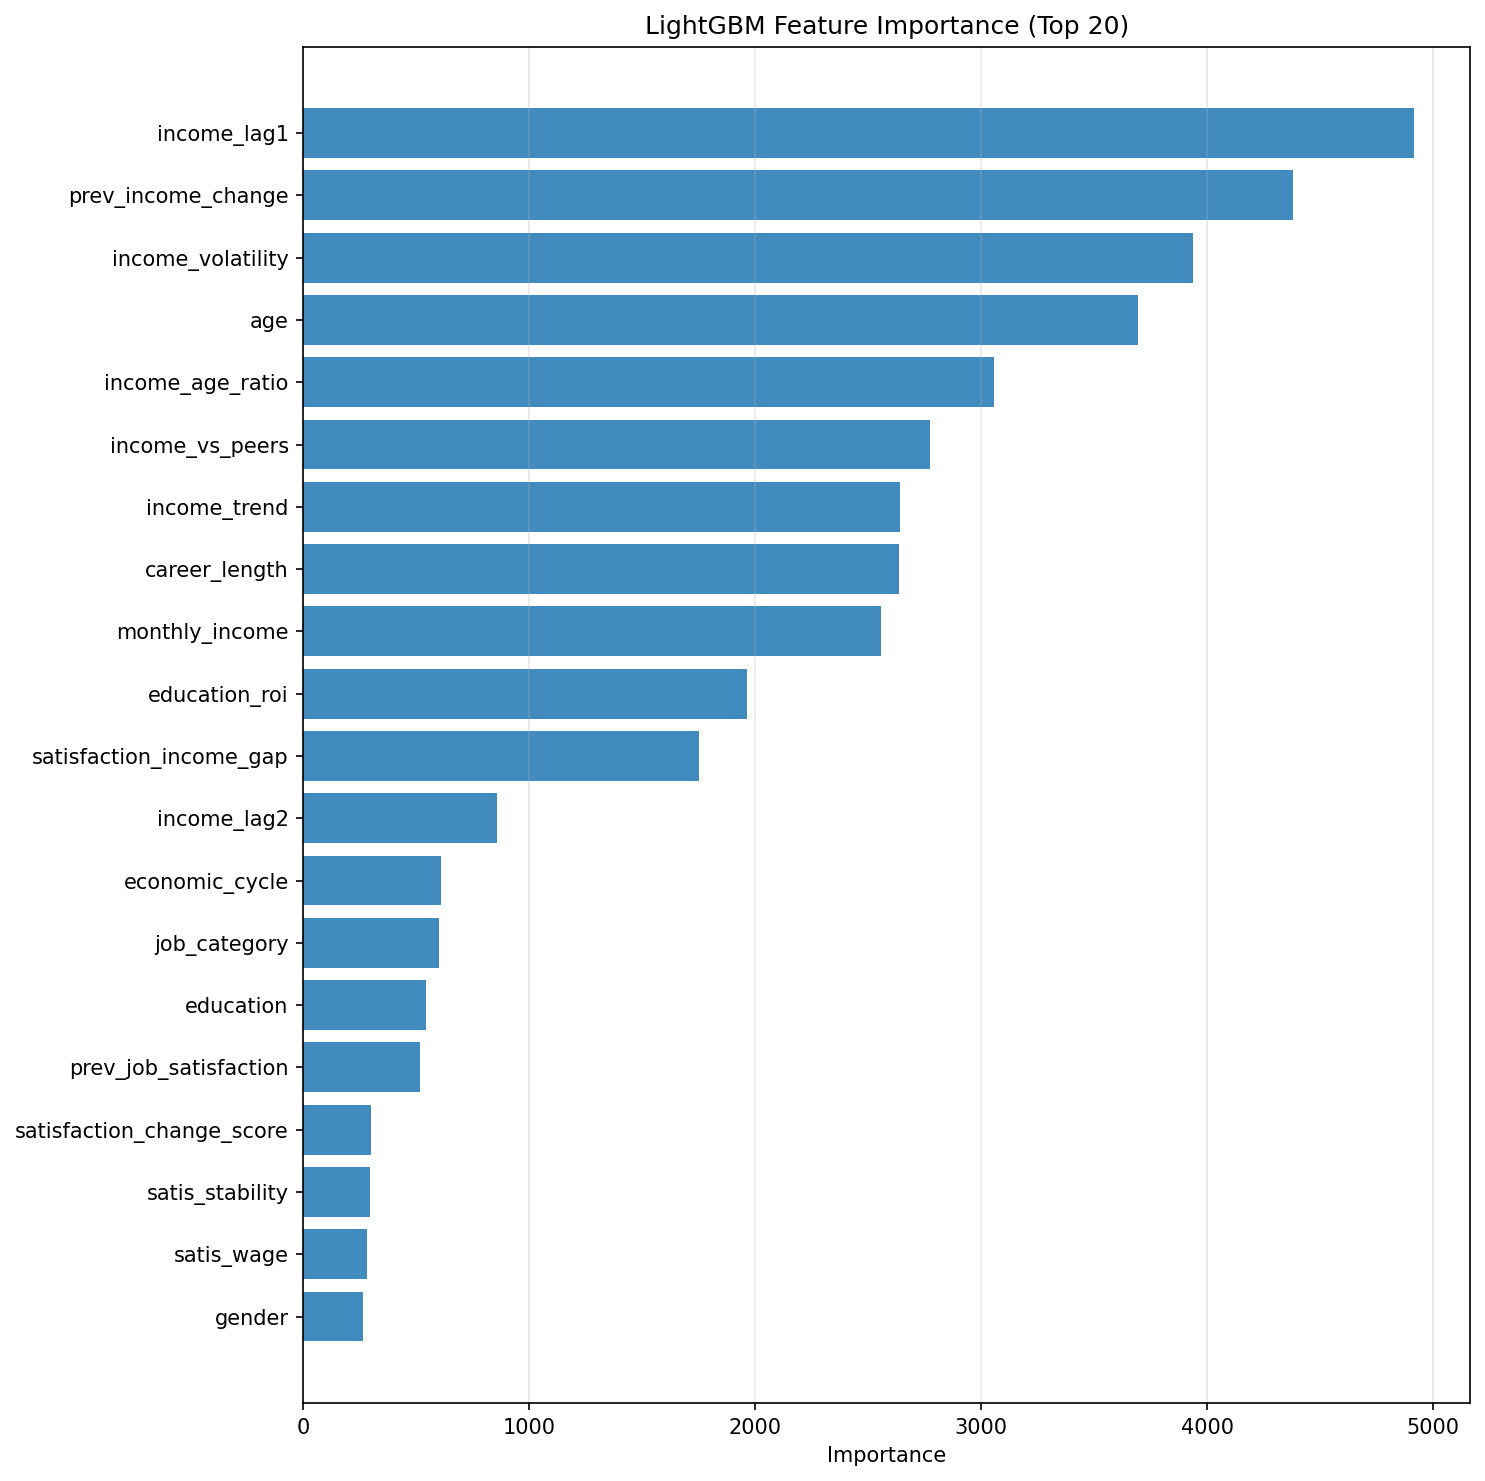 LightGBM Feature Importance (Top 20)
income_lag1
prev_income_change
income_volatility
age
income_age_ratio
income_vs_peers
income_trend
career_length
monthly_income
education_roi
satisfaction_income_gap
income_lag2
economic_cycle
job_category
education
prev_job_satisfaction
satisfaction_change_score
satis_stability
satis_wage
gender
0 1000 2000 3000 4000 5000
Importance